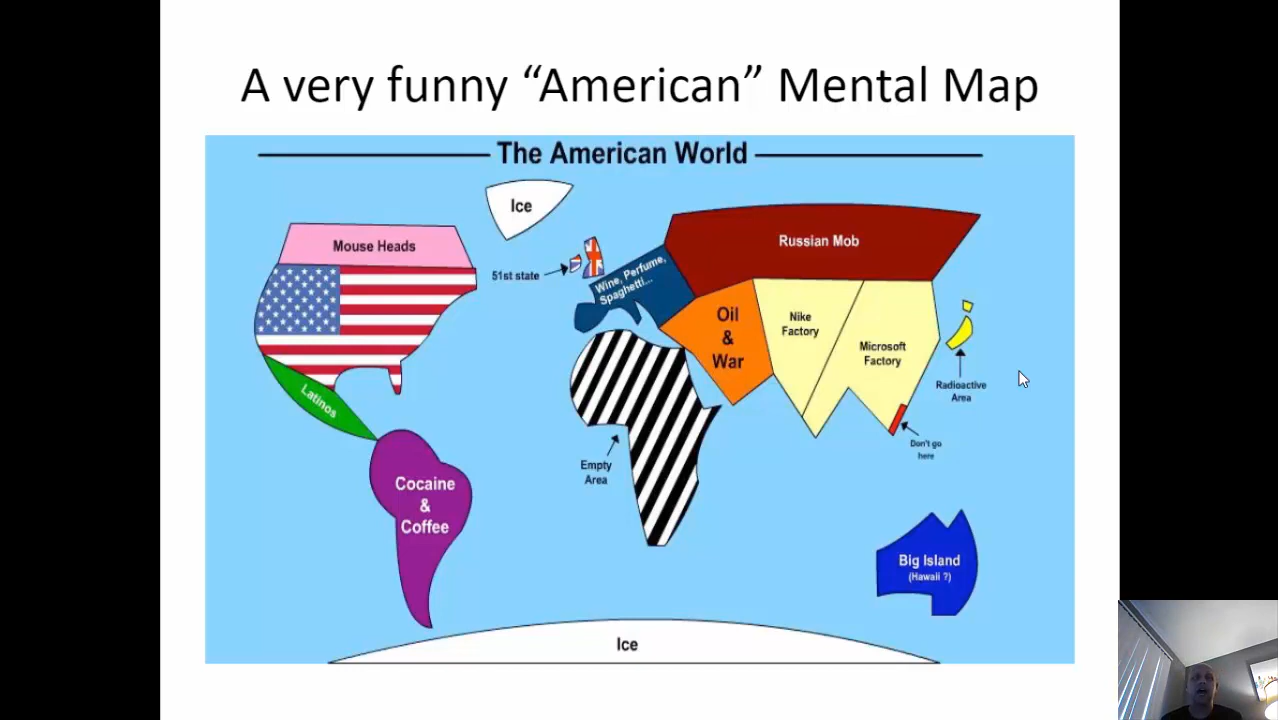 A very funny “American” Mental Map
The American World
Ice
Mouse Heads
Russian Mob
51st state
Wine, Perfume,
Spaghetti...
Oil
&
War
Nike
Factory
Microsoft
Factory
Radioactive
Area
Latinos
Don't go
here
Empty
Area
Cocaine
&
Coffee
Big Island
(Hawaii ?)
Ice